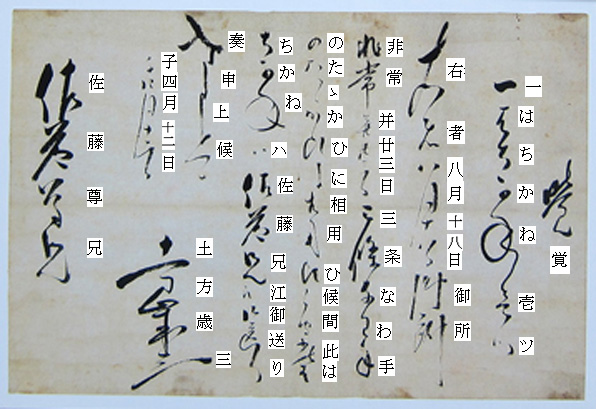 覚
一はちかね壱ツ
右者八月十八日御所
非常并廿三日三条なわ手
のたゝかひに相用ひ候間此は
ちかねハ佐藤兄江御送り
奏申上候
子四月十二日
土方歳三
佐藤尊兄